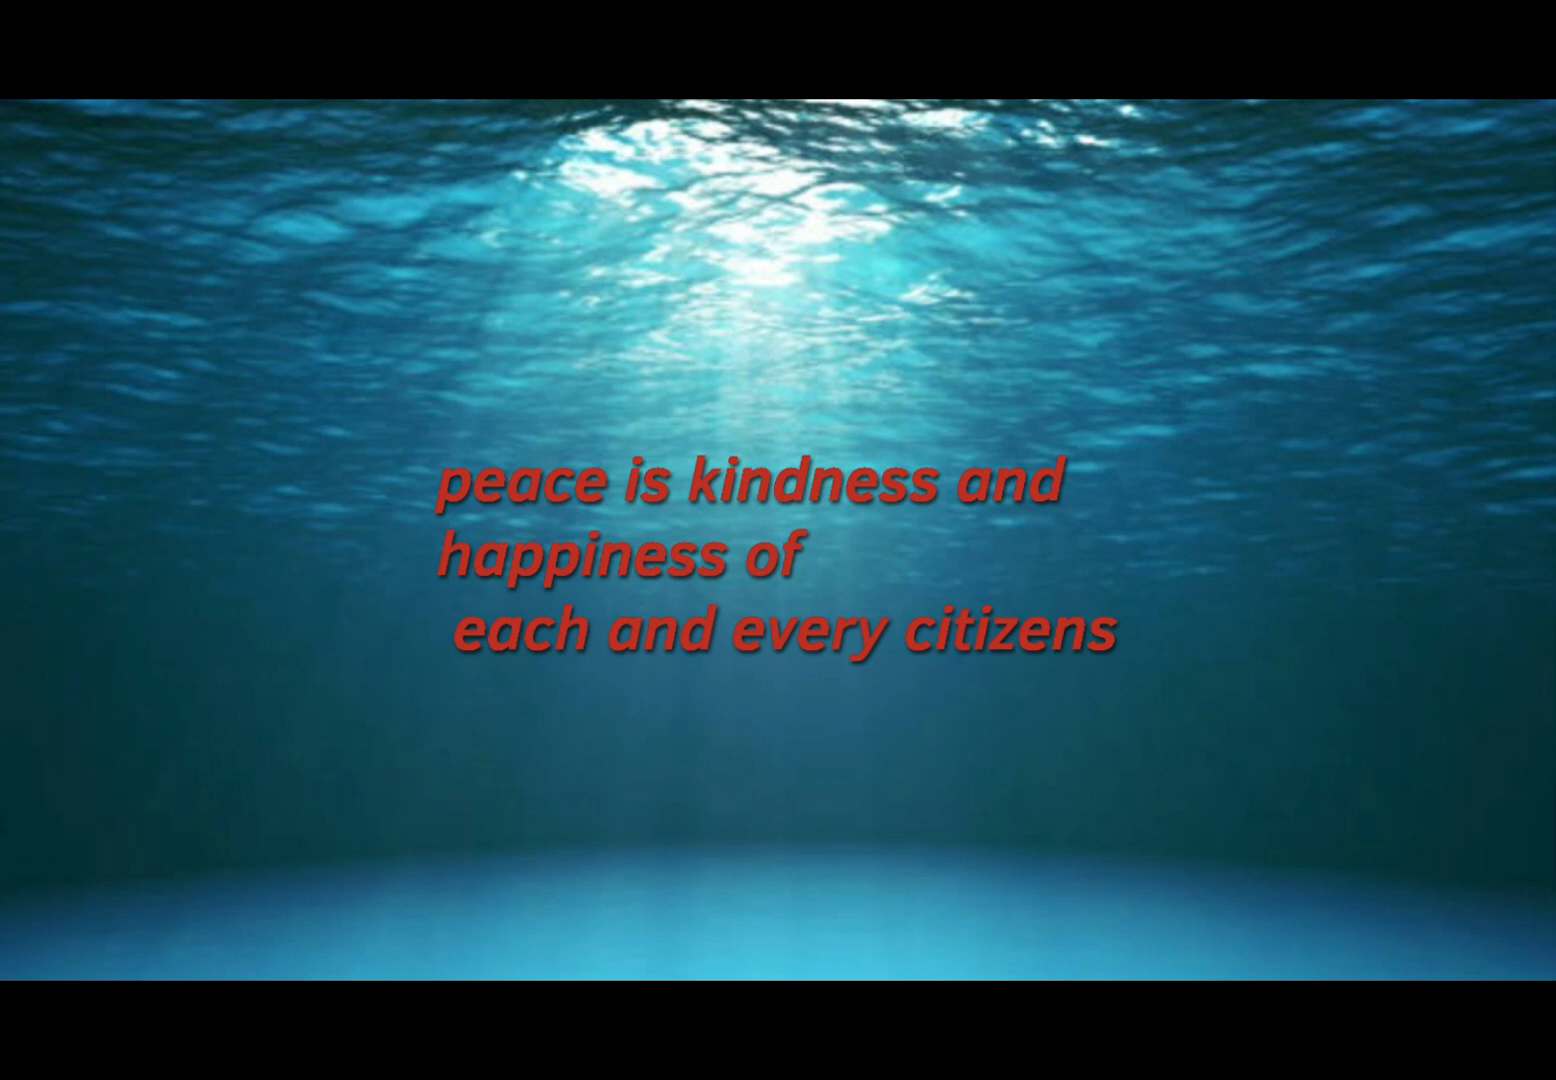 peace is kindness and
happiness of
each and every citizens